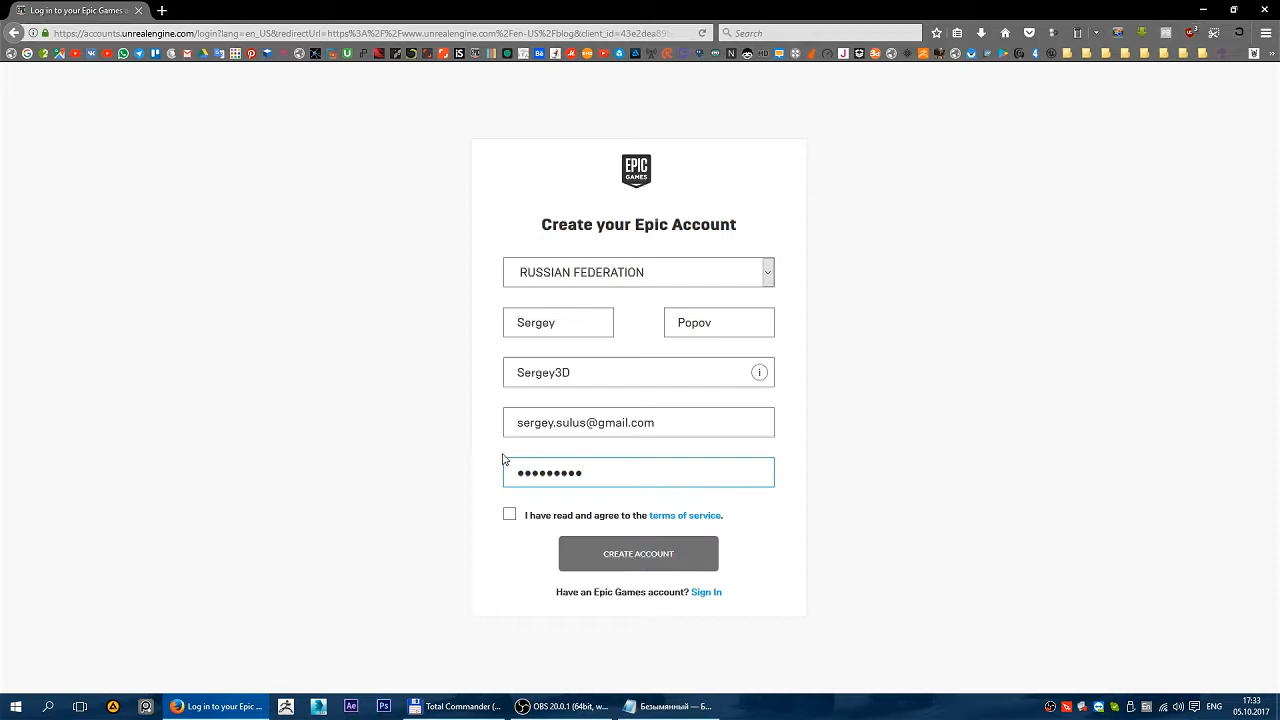 Log in to your Epic Games a
https://accounts.unrealengine.com/login?lang=en_US&redirectUrl=https%3A%2F%2Fwww.unrealengine.com%2Fen-US%2Fblog&client_id=43e2dea89b
Search
EPIC
GAMES
Create your Epic Account
RUSSIAN FEDERATION
Sergey
Popov
Sergey3D
i
sergey.sulus@gmail.com
I have read and agree to the terms of service.
CREATE ACCOUNT
Have an Epic Games account? Sign In
Log in to your Epic ...
Ae
Ps
Total Commander (...
OBS 20.0.1 (64bit, w...
Безымянный — Б...
ENG
17:33
05.10.2017